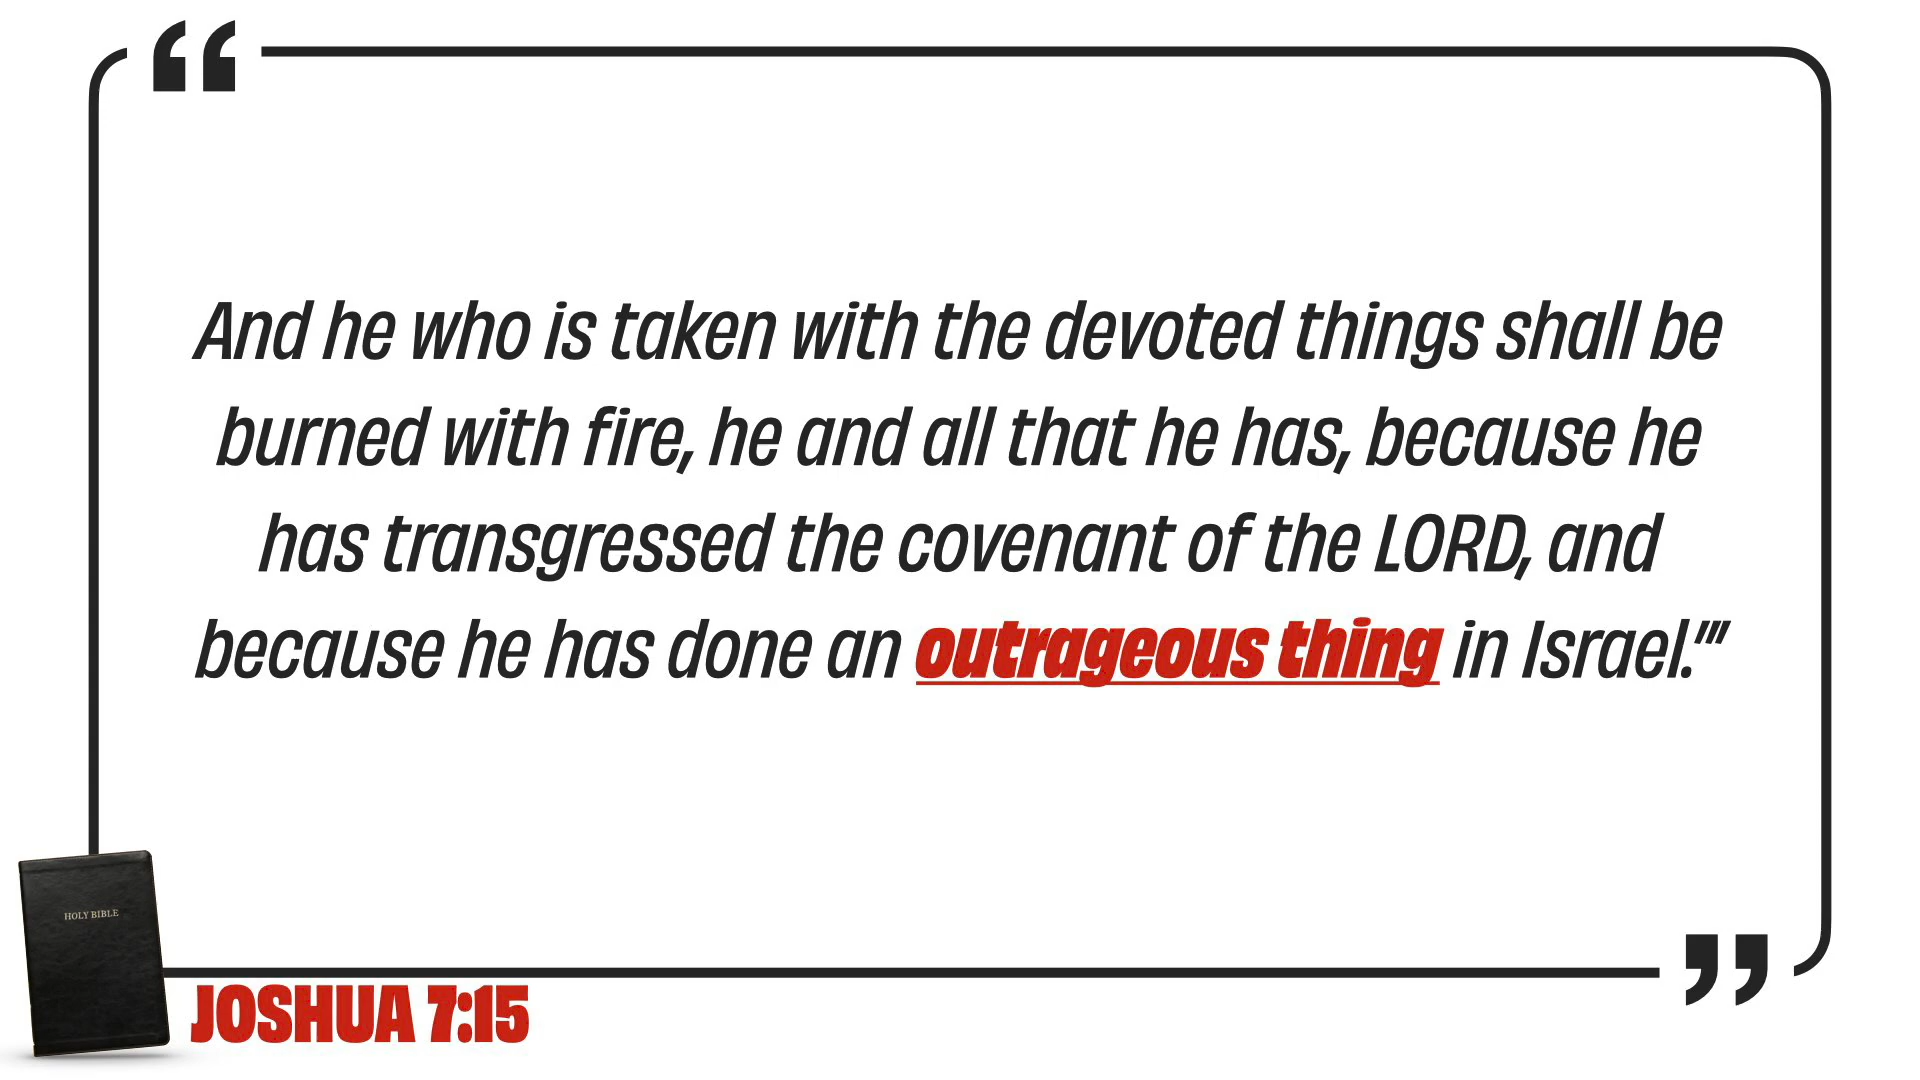 “
And he who is taken with the devoted things shall be
burned with fire, he and all that he has, because he
has transgressed the covenant of the LORD, and
because he has done an outrageous thing in Israel.’”
”
HOLY BIBLE
JOSHUA 7:15